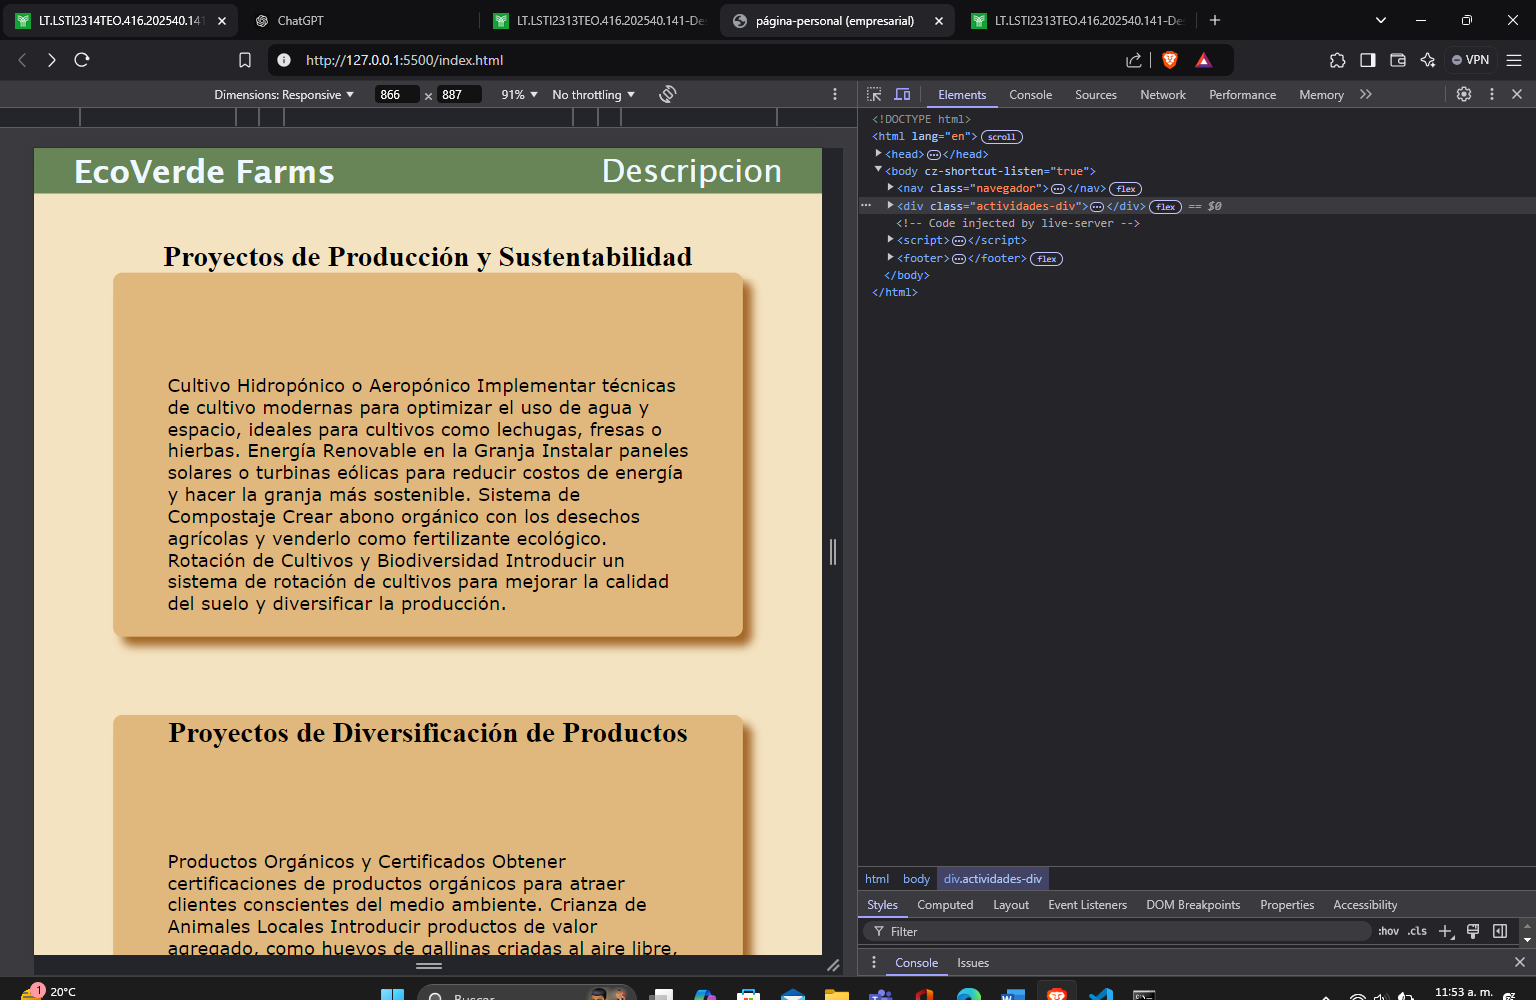 LT.LSTI2314TEO.416.202540.141
ChatGPT
LT.LSTI2313TEO.416.202540.141-De
página-personal (empresarial)
LT.LSTI2313TEO.416.202540.141-De
http://127.0.0.1:5500/index.html
VPN
Dimensions: Responsive
866 × 887
91%
No throttling
Elements
Console
Sources
Network
Performance
Memory
EcoVerde Farms
Descripcion
Proyectos de Producción y Sustentabilidad
Cultivo Hidropónico o Aeropónico Implementar técnicas
de cultivo modernas para optimizar el uso de agua y
espacio, ideales para cultivos como lechugas, fresas o
hierbas. Energía Renovable en la Granja Instalar paneles
solares o turbinas eólicas para reducir costos de energía
y hacer la granja más sostenible. Sistema de
Compostaje Crear abono orgánico con los desechos
agrícolas y venderlo como fertilizante ecológico.
Rotación de Cultivos y Biodiversidad Introducir un
sistema de rotación de cultivos para mejorar la calidad
del suelo y diversificar la producción.
Proyectos de Diversificación de Productos
Productos Orgánicos y Certificados Obtener
certificaciones de productos orgánicos para atraer
clientes conscientes del medio ambiente. Crianza de
Animales Locales Introducir productos de valor
agregado, como huevos de gallinas criadas al aire libre,
<!DOCTYPE html>
<html lang="en"> scroll
<head>…</head>
<body cz-shortcut-listen="true">
<nav class="navegador">…</nav> flex
<div class="actividades-div">…</div> flex == $0
<!-- Code injected by live-server -->
<script>…</script>
<footer>…</footer> flex
</body>
</html>
html body div.actividades-div
Styles
Computed
Layout
Event Listeners
DOM Breakpoints
Properties
Accessibility
Filter
:hov .cls
Console
Issues
1
20°C
Buscar
11:53 a. m.